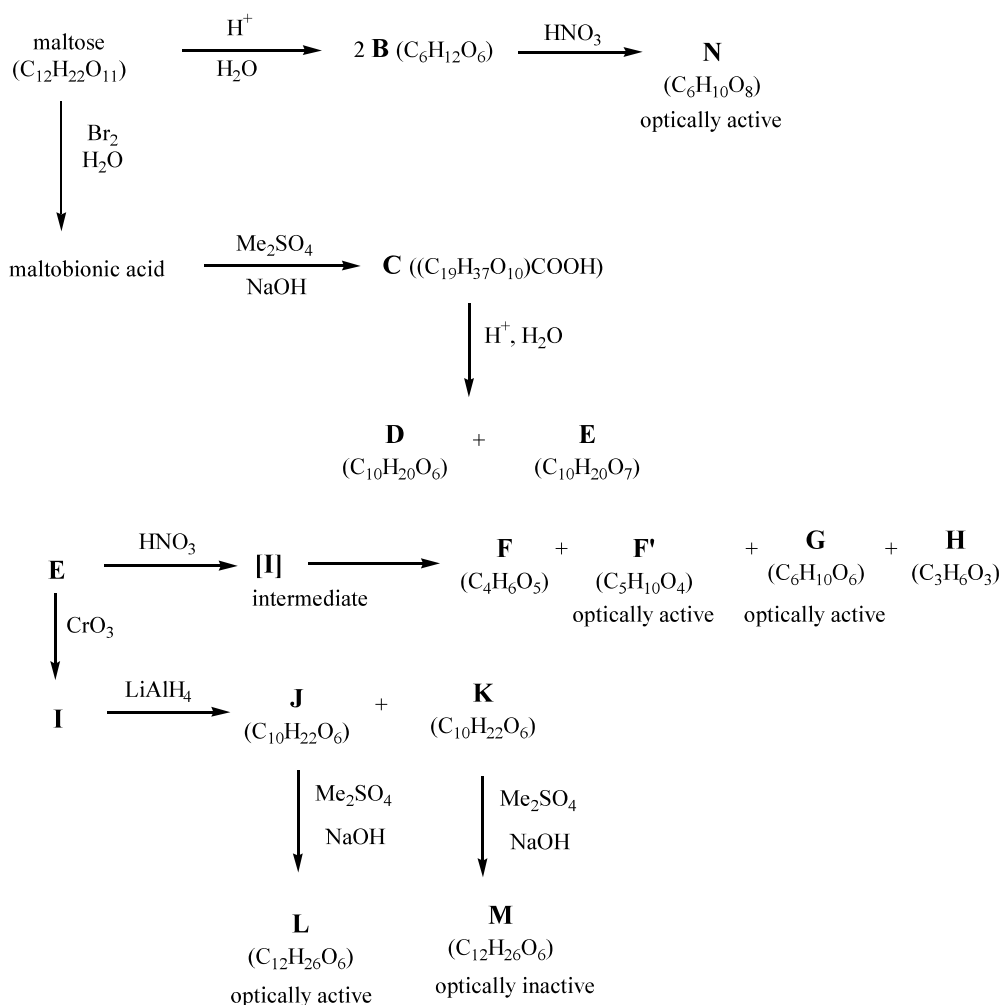 maltose
(C12H22O11)
H+
H2O
2 B (C6H12O6)
HNO3
N
(C6H10O8)
optically active
Br2
H2O
maltobionic acid
Me2SO4
NaOH
C ((C19H37O10)COOH)
H+, H2O
D
(C10H20O6)
+
E
(C10H20O7)
E
HNO3
[I]
intermediate
F
(C4H6O5)
+
F'
(C5H10O4)
optically active
+
G
(C6H10O6)
optically active
+
H
(C3H6O3)
CrO3
I
LiAlH4
J
(C10H22O6)
+
K
(C10H22O6)
Me2SO4
NaOH
Me2SO4
NaOH
L
(C12H26O6)
optically active
M
(C12H26O6)
optically inactive